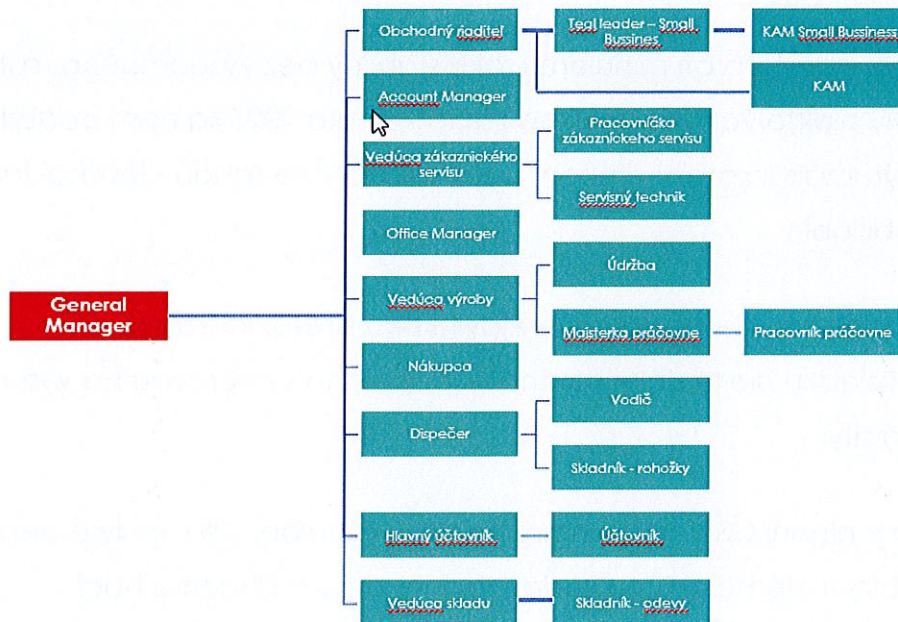 Obchodný riaditeľ
Teal leader – Small
Bussines
KAM Small Bussiness
Account Manager
KAM
Vedúca zákaznického
servisu
Pracovníčka
zákazníckeho servisu
Servisný technik
Office Manager
General
Manager
Vedúca výroby
Údržba
Majsterka práčovne
Pracovník práčovne
Nákupca
Dispečer
Vodič
Skladník - rohožky
Hlavný účtovník
Účtovník
Vedúca skladu
Skladník - odevy